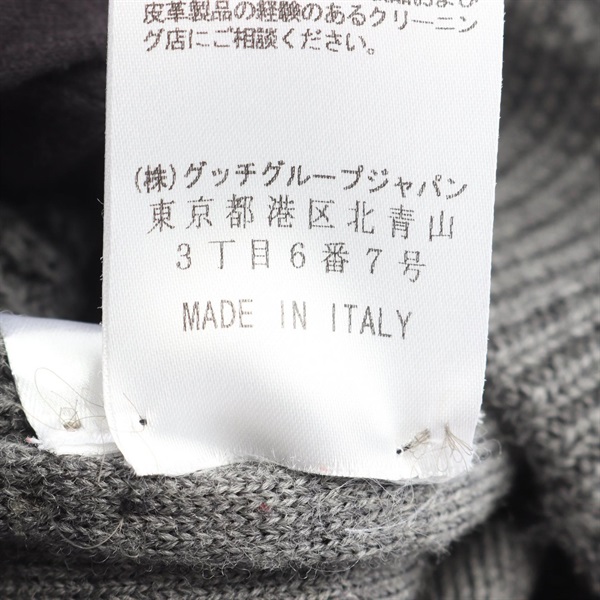 皮革製品の経験のあるクリーニン
グ店にご相談ください。
(株)グッチグループジャパン
東京都港区北青山
3丁目6番7号
MADE IN ITALY